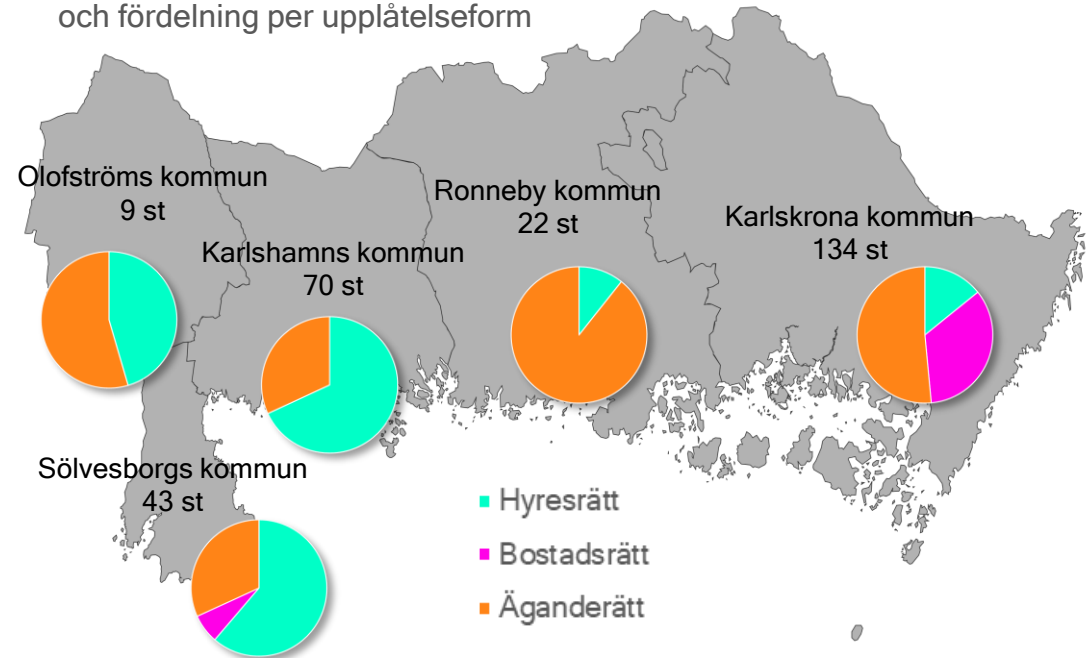 och fördelning per upplåtelseform
Olofströms kommun
9 st
Karlshamns kommun
70 st
Ronneby kommun
22 st
Karlskrona kommun
134 st
Sölvesborgs kommun
43 st
Hyresrätt
Bostadsrätt
Äganderätt